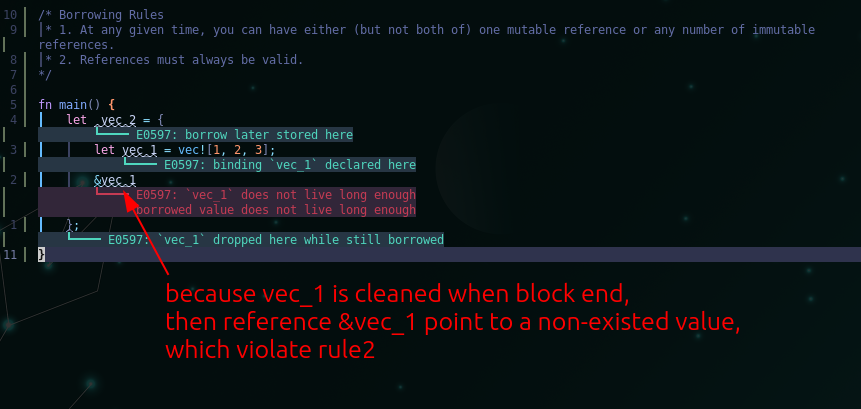 10 /* Borrowing Rules
9 * 1. At any given time, you can have either (but not both of) one mutable reference or any number of immutable
references.
8 * 2. References must always be valid.
7 */
6
5 fn main() {
4 let _vec_2 = {
E0597: borrow later stored here
3 let vec_1 = vec![1, 2, 3];
E0597: binding `vec_1` declared here
2 &vec_1
E0597: `vec_1` does not live long enough
borrowed value does not live long enough
1 };
E0597: `vec_1` dropped here while still borrowed
11 }
because vec_1 is cleaned when block end,
then reference &vec_1 point to a non-existed value,
which violate rule2